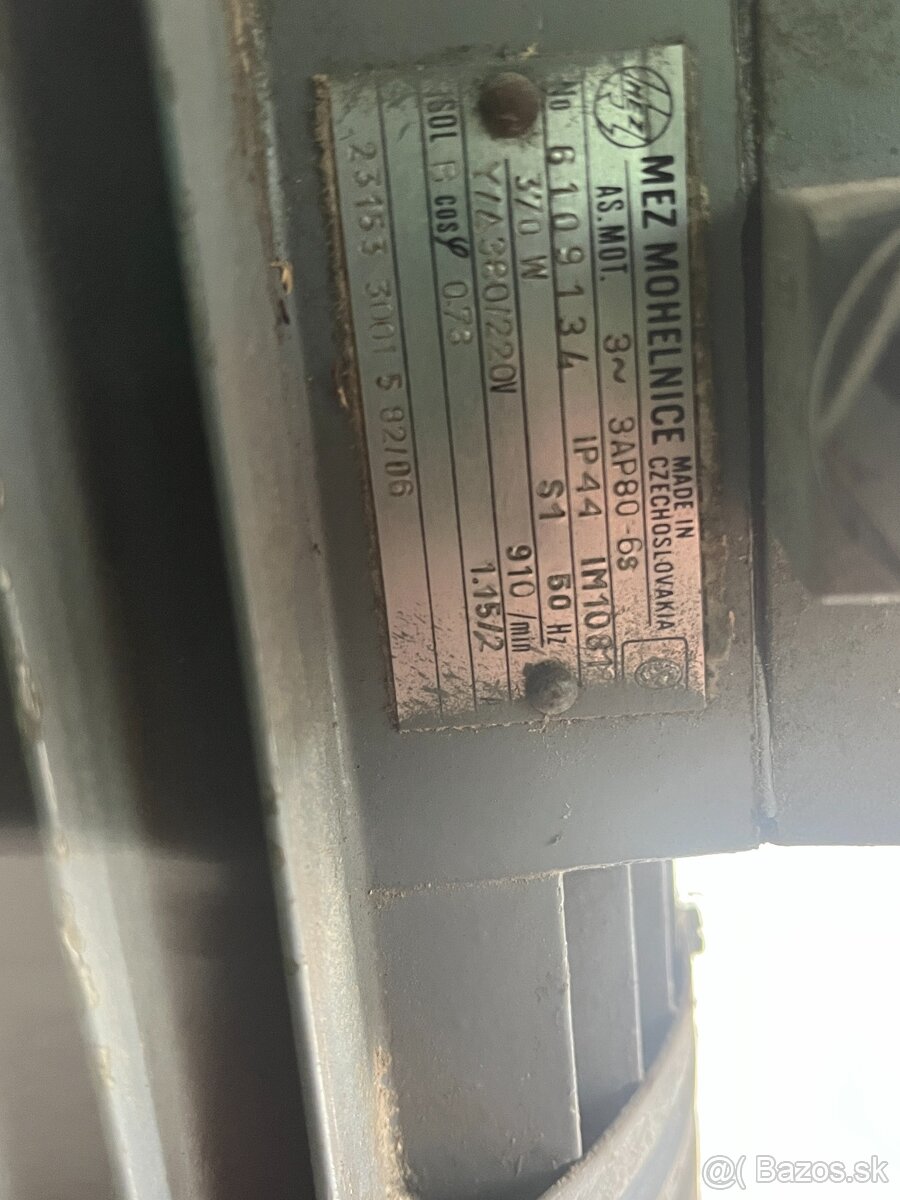 MEZ MOHELNICE MADE IN CZECHOSLOVAKIA
AS. MOT. 3~ 3AP80-6s
No 6109134 IP44 IM1081
370 W S1 50 Hz
Y/Δ 380/220V 910 /min
1.15/2
ISOL B cosφ 0.73
23153 3001 5 82/06
@( Bazos.sk